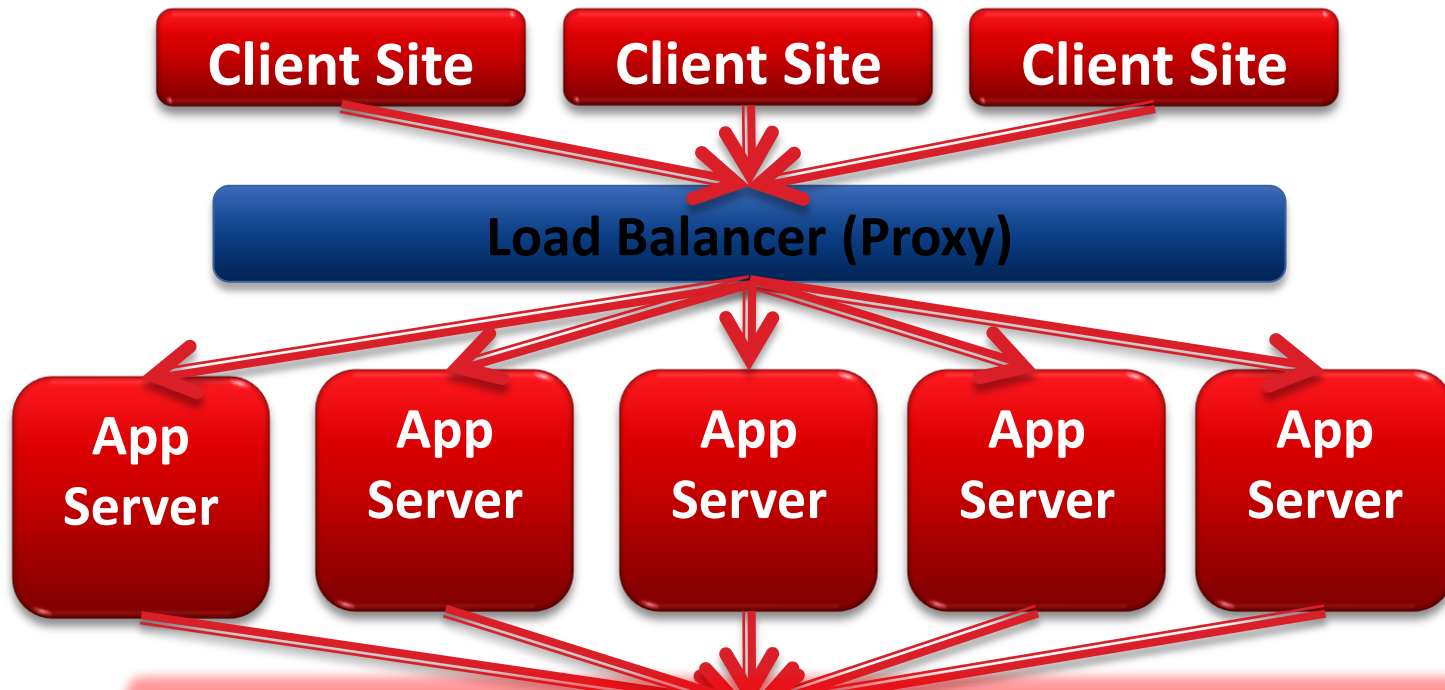 Client Site
Client Site
Client Site
Load Balancer (Proxy)
App
Server
App
Server
App
Server
App
Server
App
Server